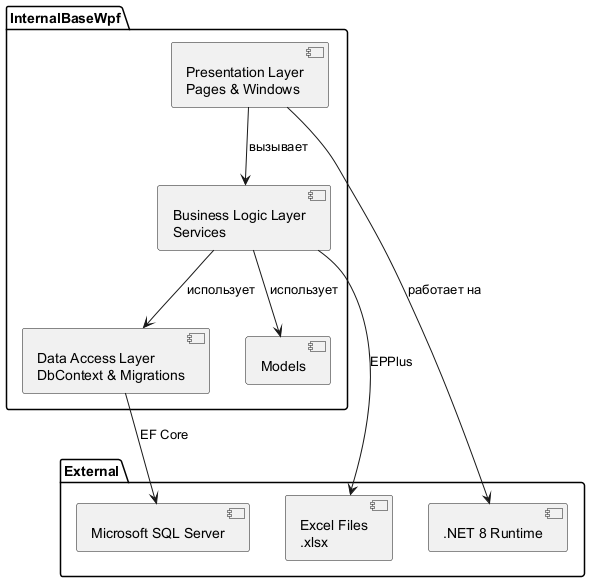 InternalBaseWpf
Presentation Layer
Pages & Windows
вызывает
Business Logic Layer
Services
использует
использует
работает на
Data Access Layer
DbContext & Migrations
Models
EPPlus
EF Core
External
Microsoft SQL Server
Excel Files
.xlsx
.NET 8 Runtime